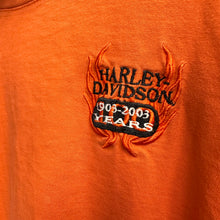 HARLEY-
DAVIDSON
1903-2003
YEARS